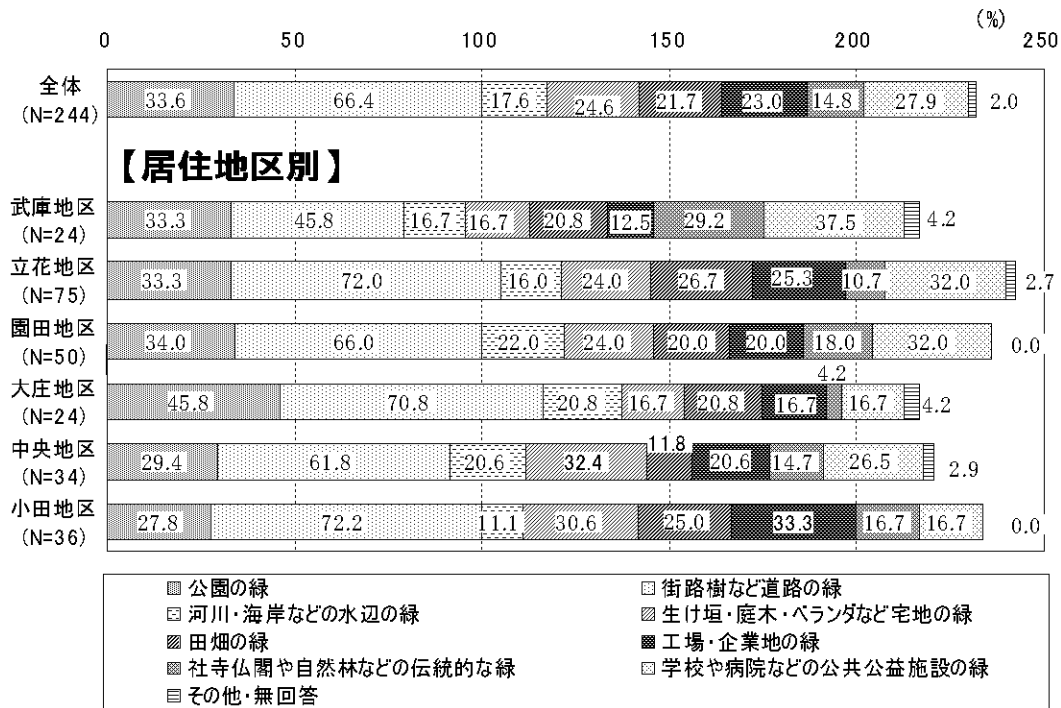 (%)
0 50 100 150 200 250
全体
(N=244)
33.6 66.4 17.6 24.6 21.7 23.0 14.8 27.9 2.0
【居住地区別】
武庫地区
(N=24)
33.3 45.8 16.7 16.7 20.8 12.5 29.2 37.5 4.2
立花地区
(N=75)
33.3 72.0 16.0 24.0 26.7 25.3 10.7 32.0 2.7
園田地区
(N=50)
34.0 66.0 22.0 24.0 20.0 20.0 18.0 32.0 0.0
大庄地区
(N=24)
45.8 70.8 20.8 16.7 20.8 16.7 4.2 16.7 4.2
中央地区
(N=34)
29.4 61.8 20.6 32.4 11.8 20.6 14.7 26.5 2.9
小田地区
(N=36)
27.8 72.2 11.1 30.6 25.0 33.3 16.7 16.7 0.0
公園の緑 街路樹など道路の緑
河川・海岸などの水辺の緑 生け垣・庭木・ベランダなど宅地の緑
田畑の緑 工場・企業地の緑
社寺仏閣や自然林などの伝統的な緑 学校や病院などの公共公益施設の緑
その他・無回答